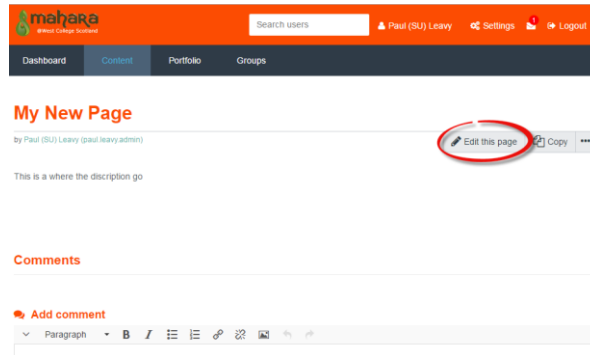 mahara
@West College Scotland
Search users
Paul (SU) Leavy
Settings
1
Logout
Dashboard
Content
Portfolio
Groups
My New Page
by Paul (SU) Leavy (paul.leavy.admin)
Edit this page
Copy
•••
This is a where the discription go
Comments
Add comment
Paragraph
B
I